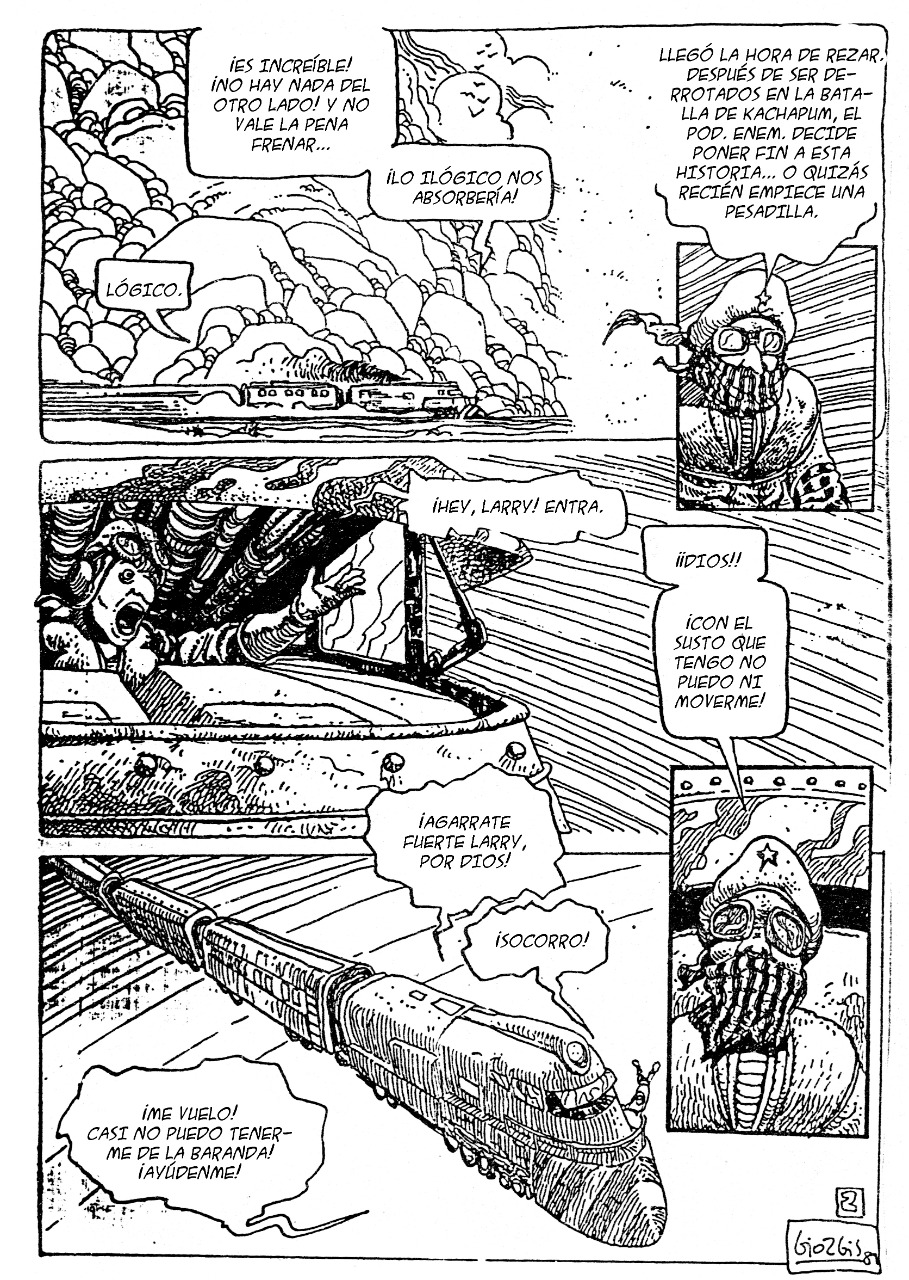 ¡ES INCREÍBLE!
¡NO HAY NADA DEL
OTRO LADO! Y NO
VALE LA PENA
FRENAR...
¡LO ILÓGICO NOS
ABSORBERÍA!
LÓGICO.
LLEGÓ LA HORA DE REZAR.
DESPUÉS DE SER DE-
RROTADOS EN LA BATA-
LLA DE KACHAPUM, EL
POD. ENEM. DECIDE
PONER FIN A ESTA
HISTORIA... O QUIZÁS
RECIÉN EMPIECE UNA
PESADILLA.
¡HEY, LARRY! ENTRA.
¡¡DIOS!!
¡CON EL
SUSTO QUE
TENGO NO
PUEDO NI
MOVERME!
¡AGARRATE
FUERTE LARRY,
POR DIOS!
¡SOCORRO!
¡ME VUELO!
CASI NO PUEDO TENER-
ME DE LA BARANDA!
¡AYÚDENME!
2
GIORGIS